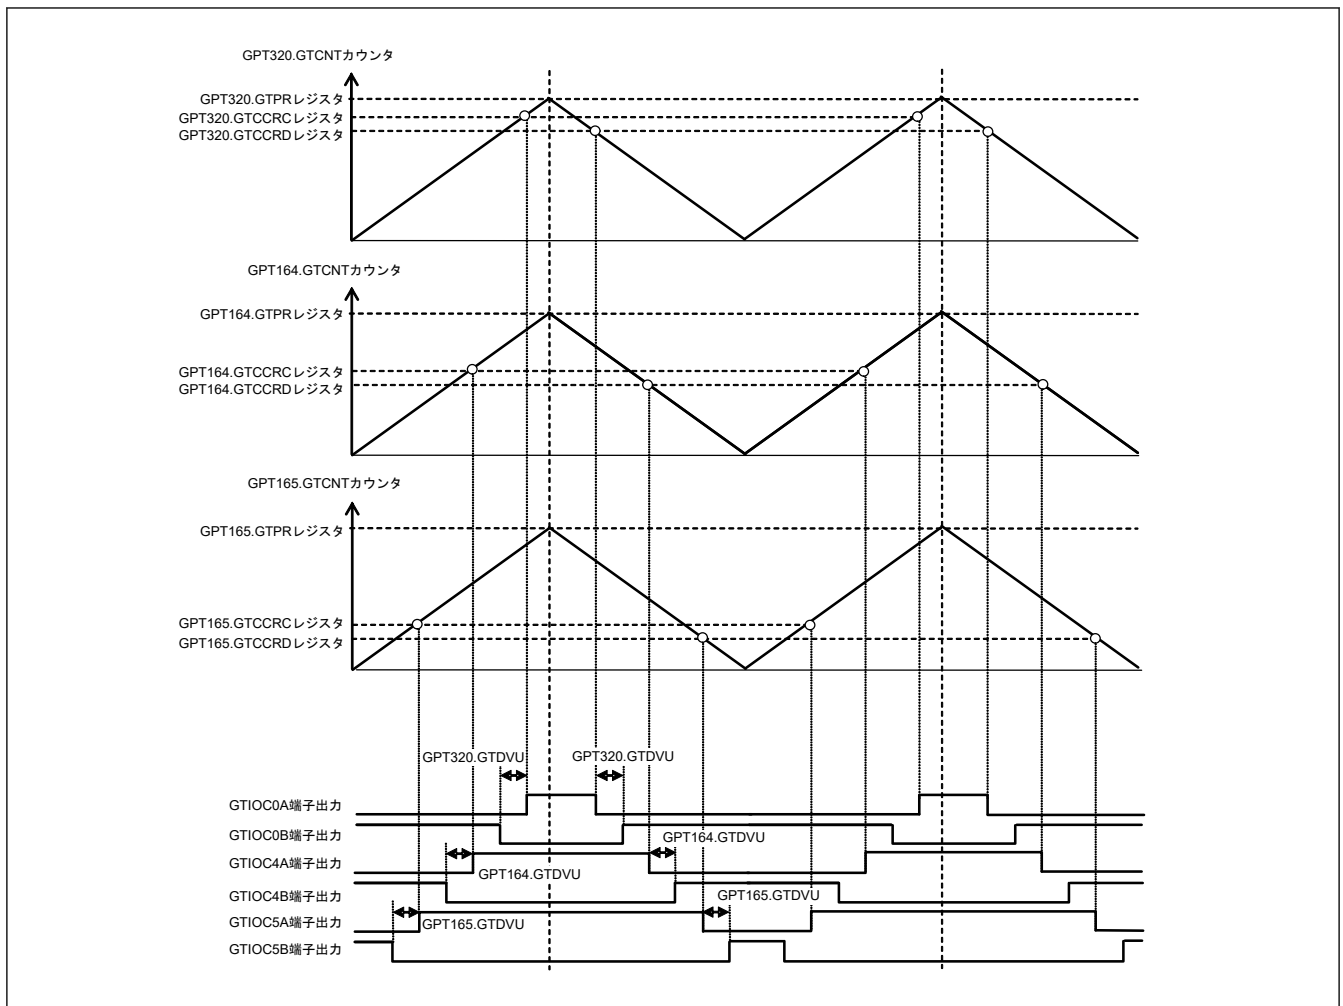 GPT320.GTCNTカウンタ
GPT320.GTPRレジスタ
GPT320.GTCCRCレジスタ
GPT320.GTCCRDレジスタ
GPT164.GTCNTカウンタ
GPT164.GTPRレジスタ
GPT164.GTCCRCレジスタ
GPT164.GTCCRDレジスタ
GPT165.GTCNTカウンタ
GPT165.GTPRレジスタ
GPT165.GTCCRCレジスタ
GPT165.GTCCRDレジスタ
GPT320.GTDVU
GPT320.GTDVU
GTIOC0A端子出力
GTIOC0B端子出力
GPT164.GTDVU
GTIOC4A端子出力
GPT164.GTDVU
GTIOC4B端子出力
GPT165.GTDVU
GTIOC5A端子出力
GPT165.GTDVU
GTIOC5B端子出力